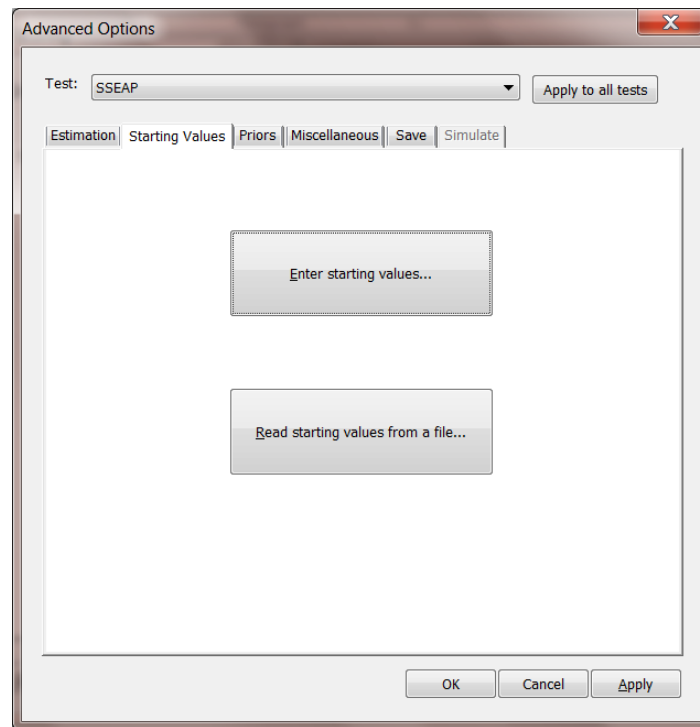 Advanced Options
Test: SSEAP Apply to all tests
Estimation Starting Values Priors Miscellaneous Save Simulate
Enter starting values...
Read starting values from a file...
OK Cancel Apply